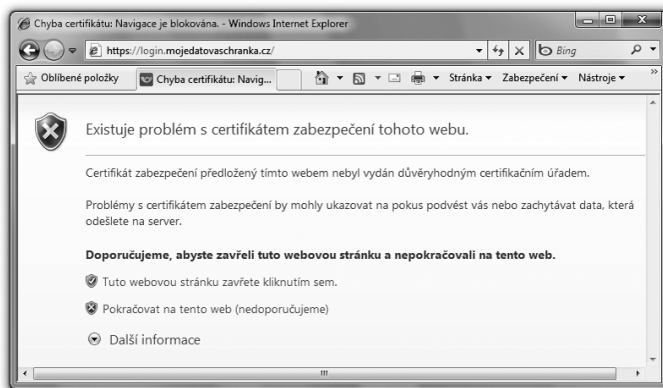 Chyba certifikátu: Navigace je blokována. - Windows Internet Explorer
https://login.mojedatovaschranka.cz/
Bing
Oblíbené položky
Chyba certifikátu: Navig...
Stránka
Zabezpečení
Nástroje
»
Existuje problém s certifikátem zabezpečení tohoto webu.
Certifikát zabezpečení předložený tímto webem nebyl vydán důvěryhodným certifikačním úřadem.
Problémy s certifikátem zabezpečení by mohly ukazovat na pokus podvést vás nebo zachytávat data, která
odešlete na server.
Doporučujeme, abyste zavřeli tuto webovou stránku a nepokračovali na tento web.
Tuto webovou stránku zavřete kliknutím sem.
Pokračovat na tento web (nedoporučujeme)
Další informace